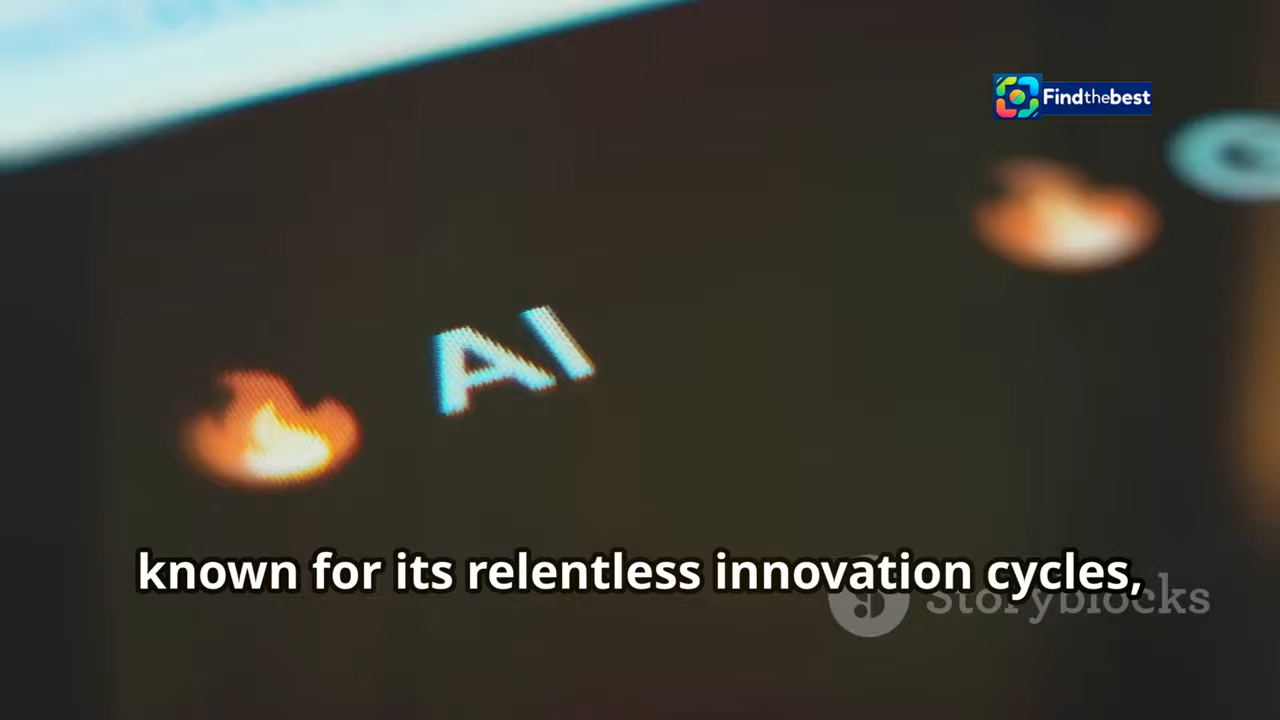 Findthebest
AI
known for its relentless innovation cycles,
Storyblocks